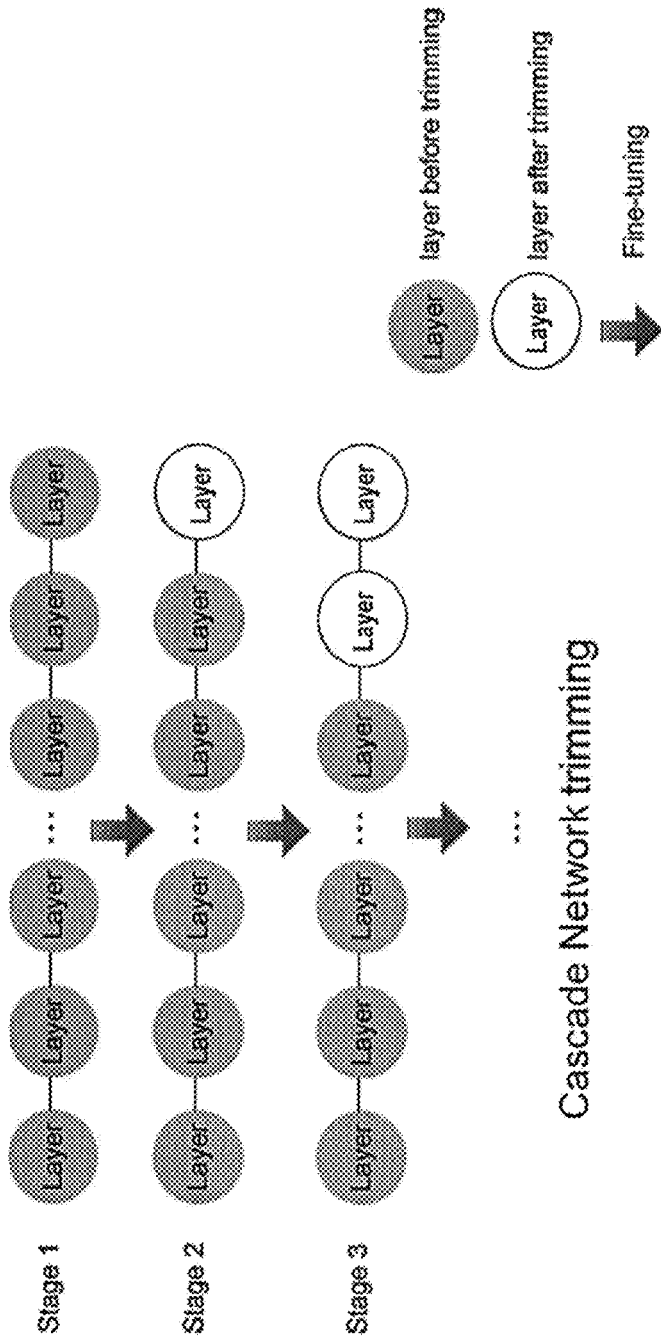 Stage 1 Layer Layer Layer ... Layer Layer Layer
Stage 2 Layer Layer Layer ... Layer Layer Layer
Stage 3 Layer Layer Layer ... Layer Layer Layer
...
Cascade Network trimming
Layer layer before trimming
Layer layer after trimming
Fine-tuning